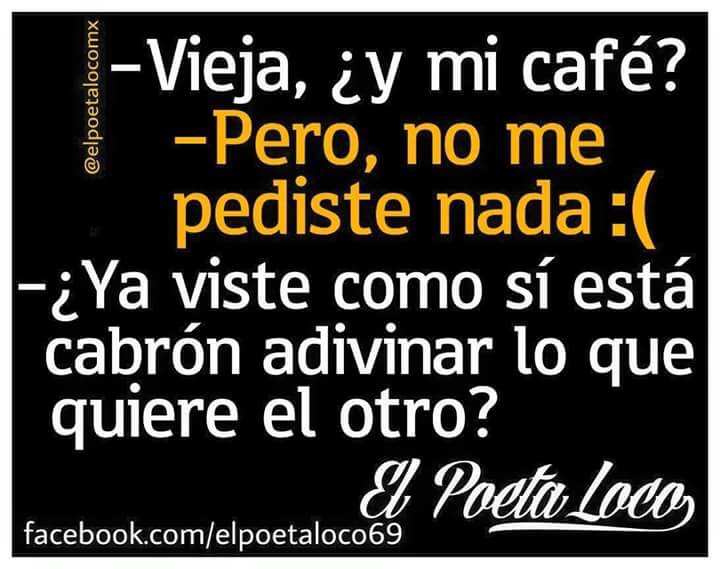 @elpoetalocomx
–Vieja, ¿y mi café?
–Pero, no me
pediste nada :(
–¿Ya viste como sí está
cabrón adivinar lo que
quiere el otro?
El Poeta Loco
facebook.com/elpoetaloco69